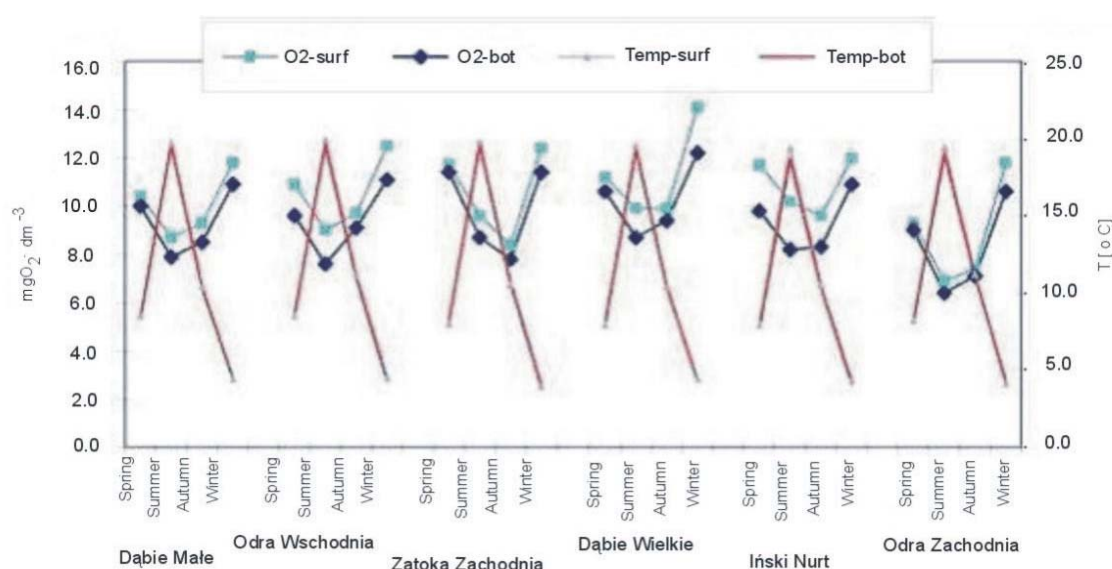 O2-surf O2-bot Temp-surf Temp-bot
16.0
14.0
12.0
10.0
8.0
6.0
4.0
2.0
0.0
mgO2· dm⁻³
25.0
20.0
15.0
10.0
5.0
0.0
T [ o C]
Spring Summer Autumn Winter
Spring Summer Autumn Winter
Spring Summer Autumn Winter
Spring Summer Autumn Winter
Spring Summer Autumn Winter
Spring Summer Autumn Winter
Dąbie Małe
Odra Wschodnia
Zatoka Zachodnia
Dąbie Wielkie
Iński Nurt
Odra Zachodnia